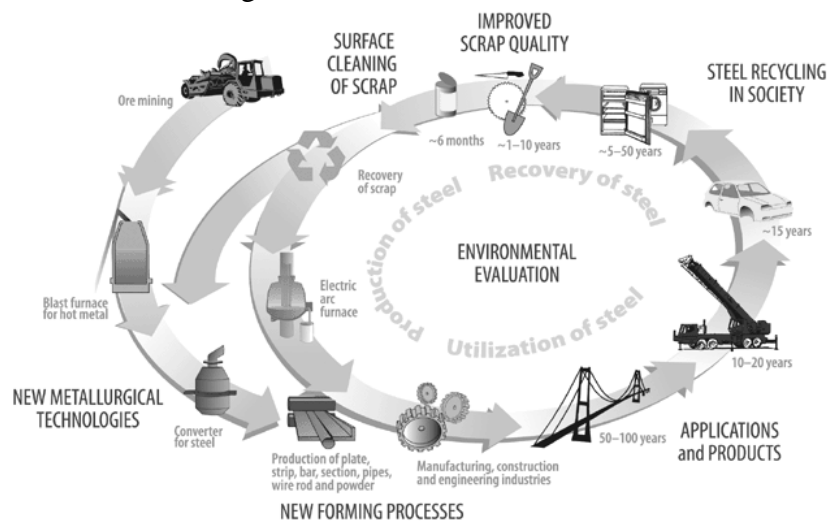 IMPROVED
SCRAP QUALITY
SURFACE
CLEANING
OF SCRAP
STEEL RECYCLING
IN SOCIETY
Ore mining
~6 months
~1–10 years
~5–50 years
Recovery
of scrap
~15 years
Production of steel
Recovery of steel
Utilization of steel
ENVIRONMENTAL
EVALUATION
Blast furnace
for hot metal
Electric
arc
furnace
10–20 years
NEW METALLURGICAL
TECHNOLOGIES
Converter
for steel
50–100 years
APPLICATIONS
and PRODUCTS
Production of plate,
strip, bar, section, pipes,
wire rod and powder
Manufacturing, construction
and engineering industries
NEW FORMING PROCESSES